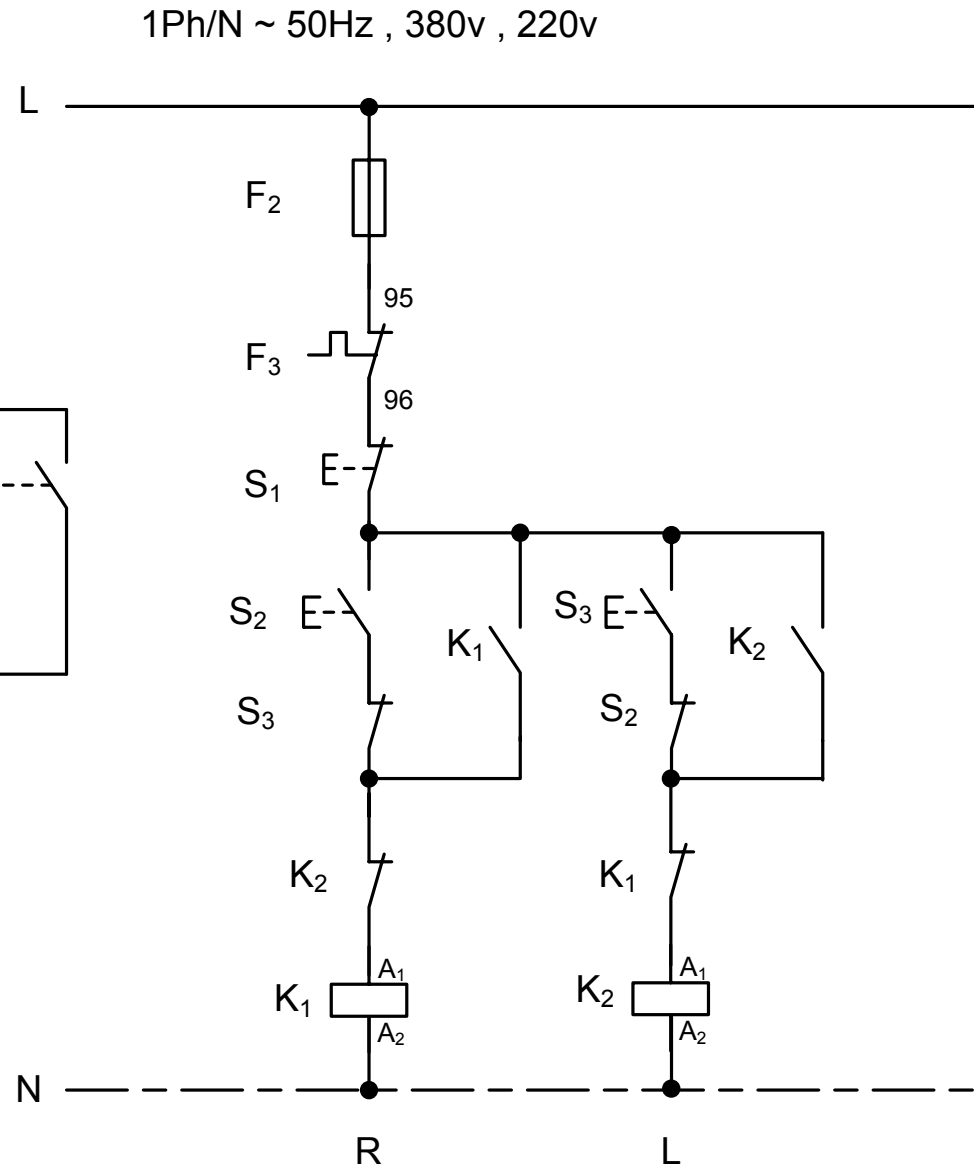 1Ph/N ~ 50Hz , 380v , 220v
L
F₂
95
F₃
96
S₁
S₂
K₁
S₃
K₂
S₃
S₂
K₂
K₁
A₁
A₁
K₁
K₂
A₂
A₂
N
R
L